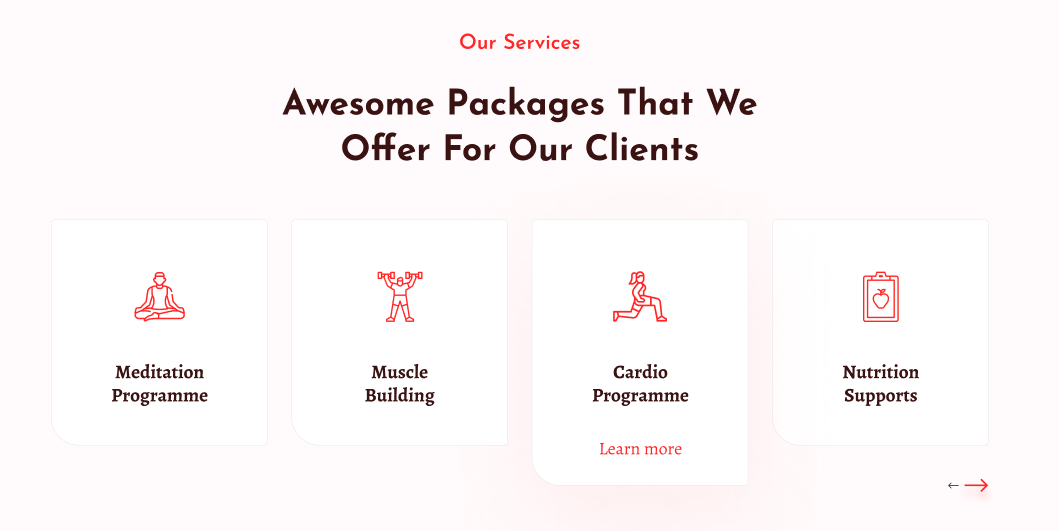 Our Services
Awesome Packages That We
Offer For Our Clients
Meditation
Programme
Muscle
Building
Cardio
Programme
Learn more
Nutrition
Supports